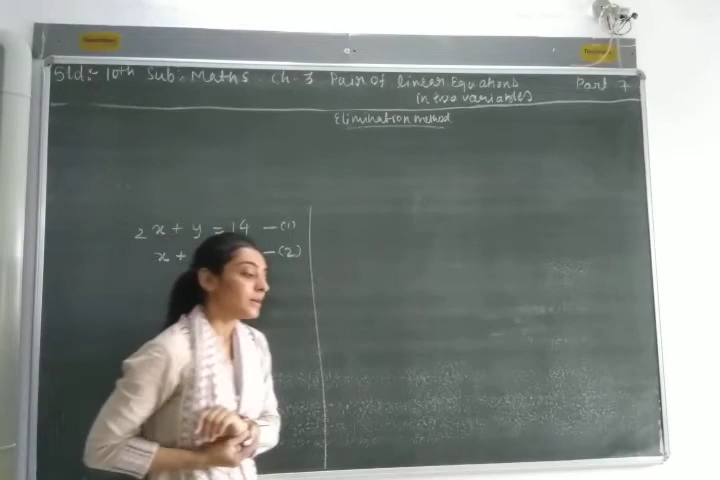 Std:- 10th Sub:- Maths. Ch-3 Pair of linear Equations
(in two variables)
Part 7
Elimination method
2x + y = 14 —(1)
x + —(2)